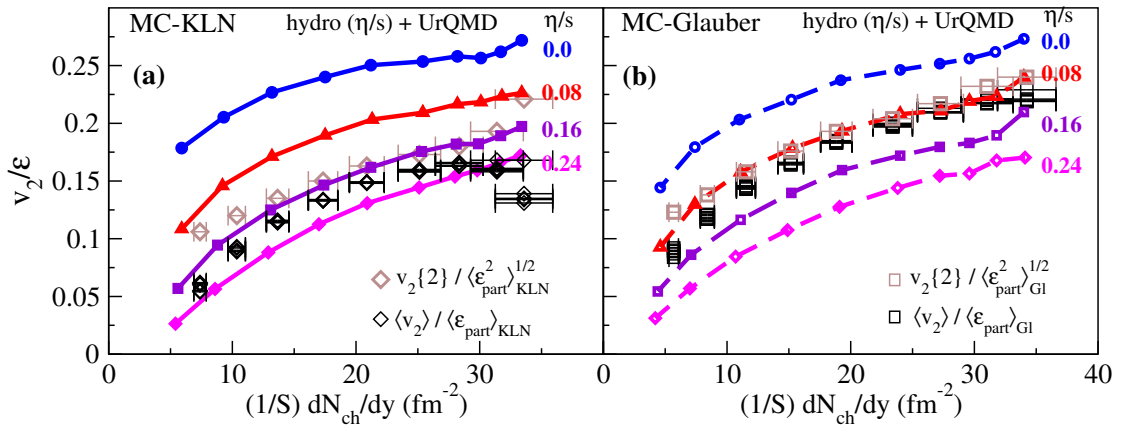 MC-KLN hydro (η/s) + UrQMD η/s
0.0
(a)
0.08
0.16
0.24
v₂{2} / ⟨ε²part⟩^1/2 KLN
⟨v₂⟩ / ⟨εpart⟩KLN
MC-Glauber hydro (η/s) + UrQMD η/s
0.0
(b)
0.08
0.16
0.24
v₂{2} / ⟨ε²part⟩^1/2 Gl
⟨v₂⟩ / ⟨εpart⟩Gl
v₂/ε
0.25
0.2
0.15
0.1
0.05
0
0 10 20 30
0 10 20 30 40
(1/S) dNch/dy (fm⁻²)
(1/S) dNch/dy (fm⁻²)